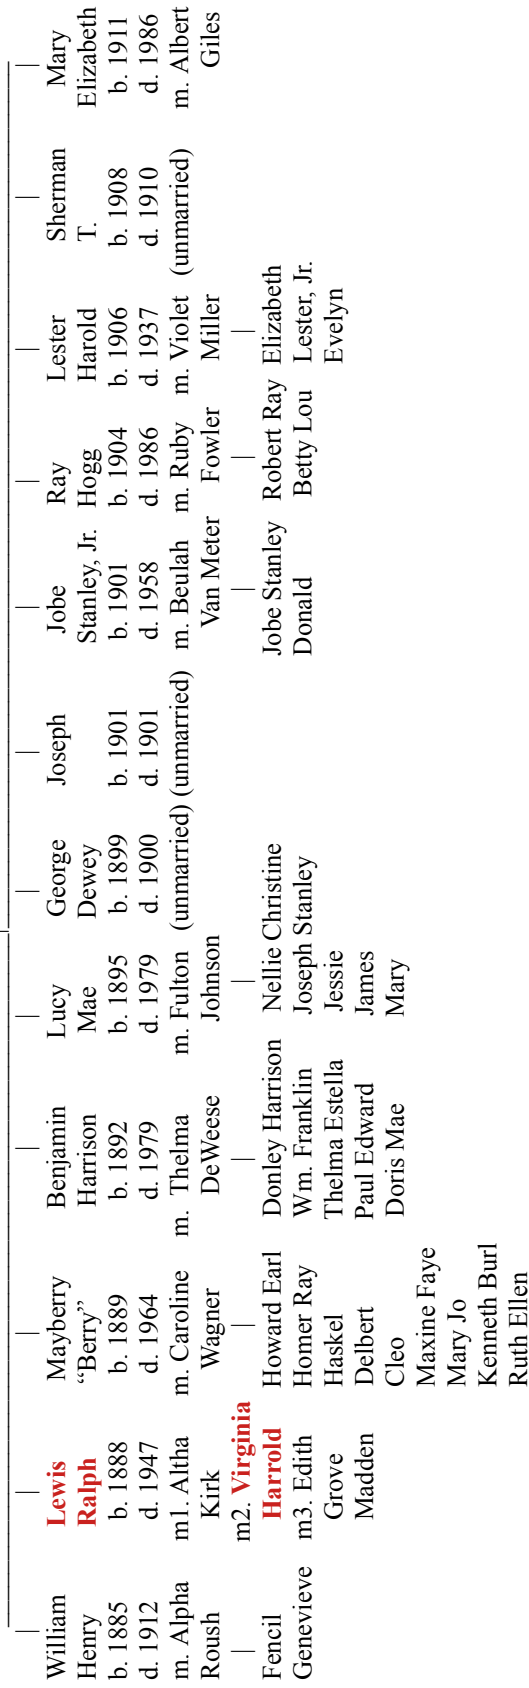 William
Henry
b. 1885
d. 1912
m. Alpha
Roush
Fencil
Genevieve
Lewis
Ralph
b. 1888
d. 1947
m1. Altha
Kirk
m2. Virginia
Harrold
m3. Edith
Grove
Madden
Mayberry
“Berry”
b.1889
d. 1964
m. Caroline
Wagner
Howard Earl
Homer Ray
Haskel
Delbert
Cleo
Maxine Faye
Mary Jo
Kenneth Burl
Ruth Ellen
Benjamin
Harrison
b. 1892
d. 1979
m. Thelma
DeWeese
Donley Harrison
Wm. Franklin
Thelma Estella
Paul Edward
Doris Mae
Lucy
Mae
b. 1895
d. 1979
m. Fulton
Johnson
Nellie Christine
Joseph Stanley
Jessie
James
Mary
George
Dewey
b. 1899
d. 1900
(unmarried)
Joseph
b. 1901
d. 1901
(unmarried)
Jobe
Stanley, Jr.
b. 1901
d. 1958
m. Beulah
Van Meter
Jobe Stanley
Donald
Ray
Hogg
b. 1904
d. 1986
m. Ruby
Fowler
Robert Ray
Betty Lou
Lester
Harold
b. 1906
d. 1937
m. Violet
Miller
Elizabeth
Lester, Jr.
Evelyn
Sherman
T.
b. 1908
d. 1910
(unmarried)
Mary
Elizabeth
b. 1911
d. 1986
m. Albert
Giles